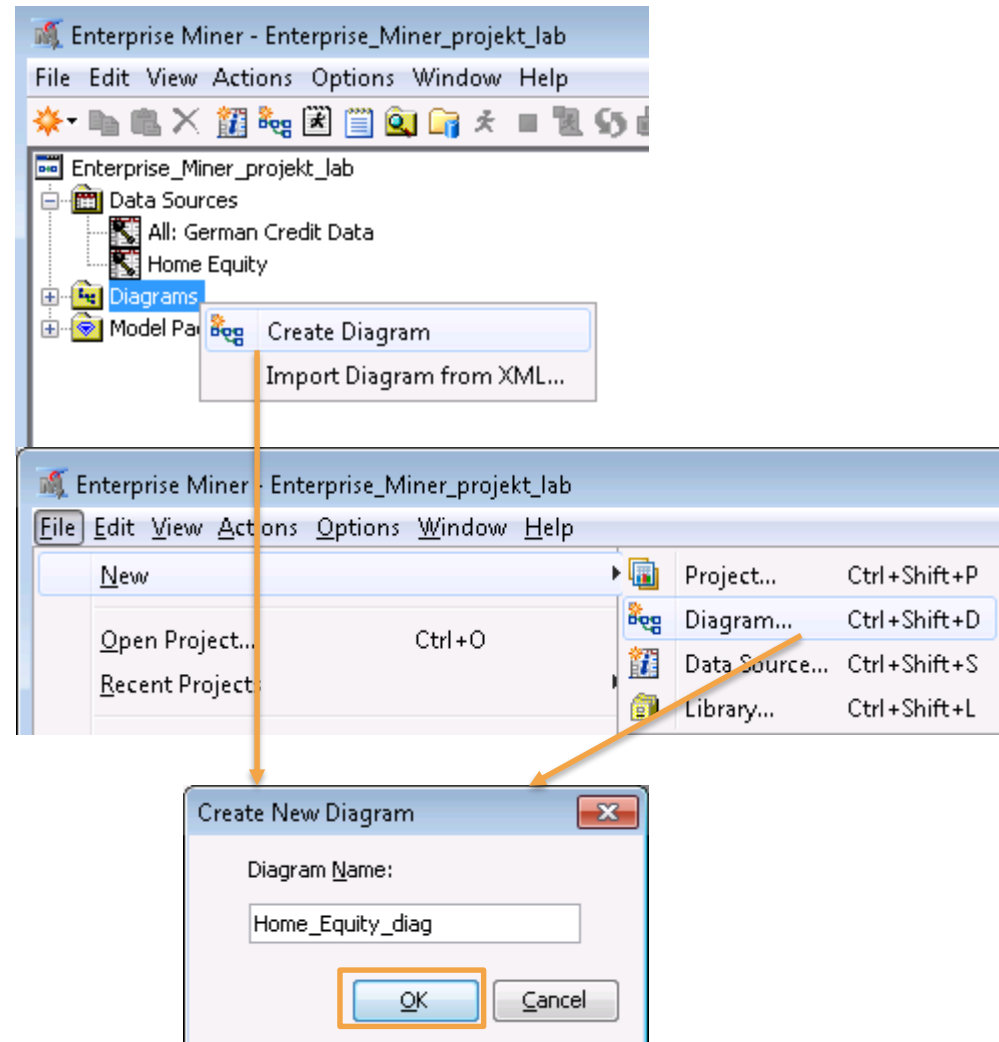 Enterprise Miner - Enterprise_Miner_projekt_lab
File Edit View Actions Options Window Help
Enterprise_Miner_projekt_lab
Data Sources
All: German Credit Data
Home Equity
Diagrams
Model Pa
Create Diagram
Import Diagram from XML...
Enterprise Miner - Enterprise_Miner_projekt_lab
File Edit View Actions Options Window Help
New
Project... Ctrl+Shift+P
Diagram... Ctrl+Shift+D
Open Project... Ctrl+O
Data Source... Ctrl+Shift+S
Recent Projects
Library... Ctrl+Shift+L
Create New Diagram
Diagram Name:
Home_Equity_diag
OK Cancel